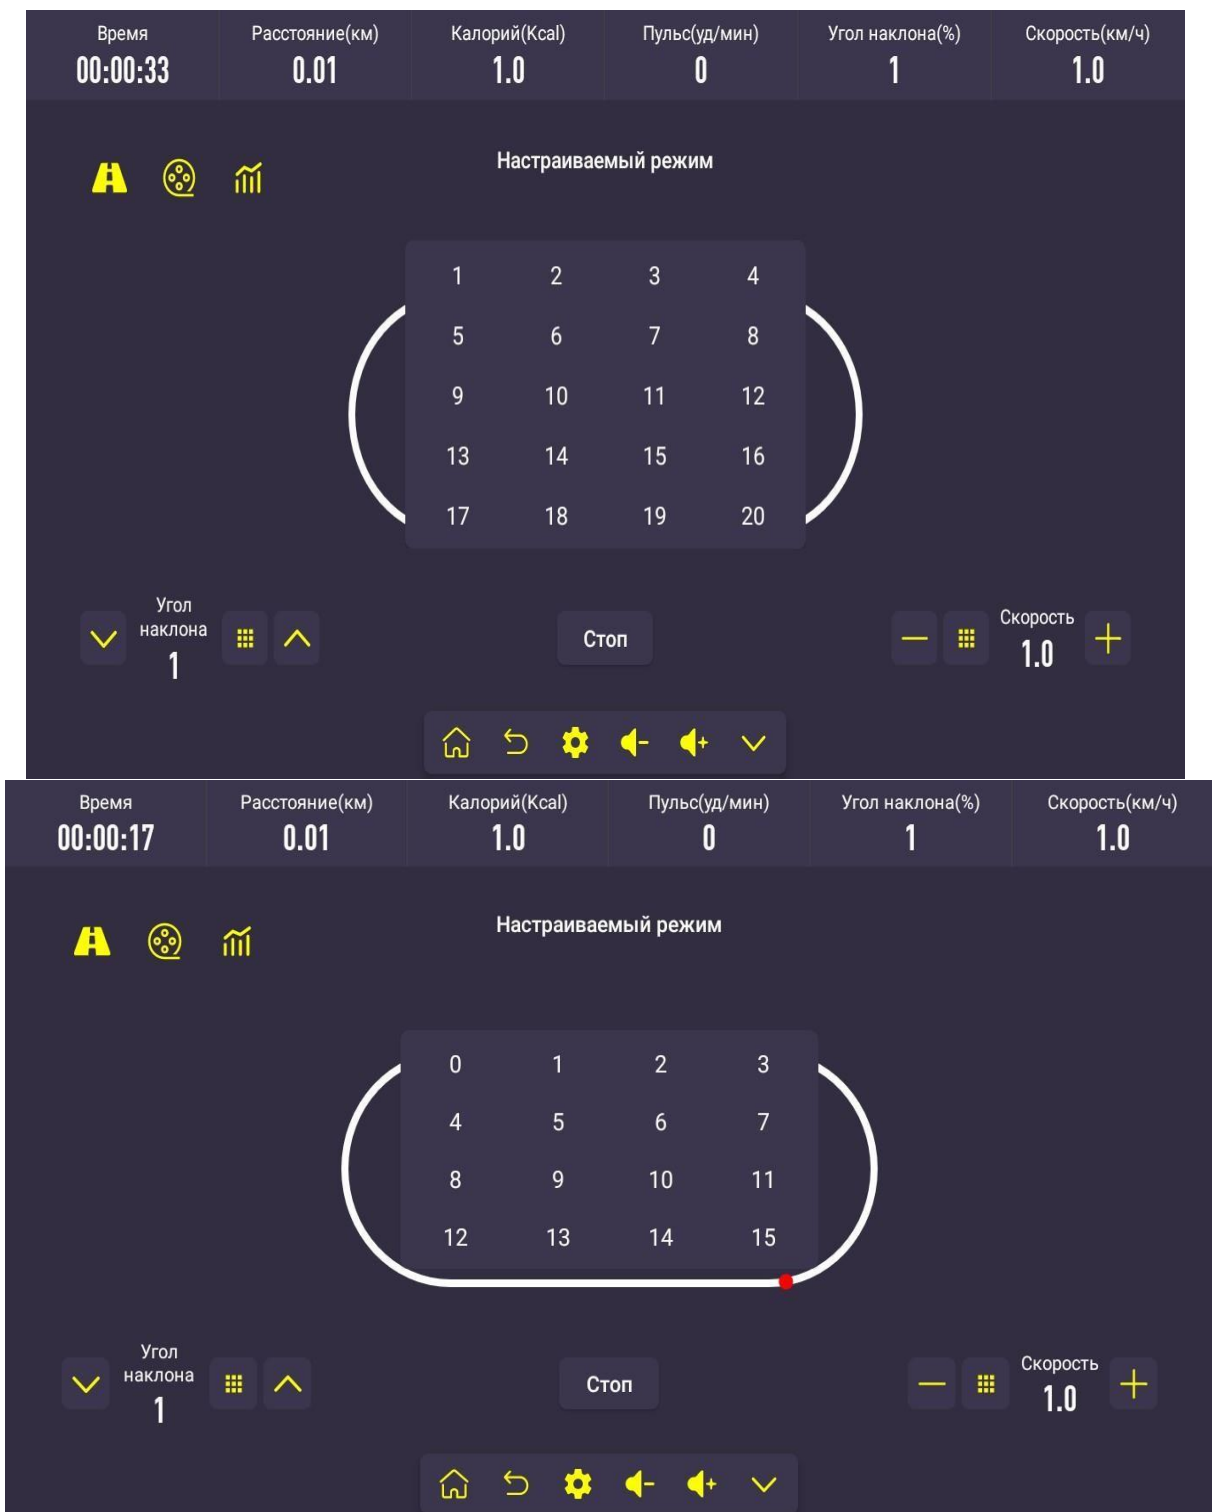 Время Расстояние(км) Калорий(Kcal) Пульс(уд/мин) Угол наклона(%) Скорость(км/ч)
00:00:33 0.01 1.0 0 1 1.0
Настраиваемый режим
1 2 3 4
5 6 7 8
9 10 11 12
13 14 15 16
17 18 19 20
Угол
наклона
1
Стоп
Скорость
1.0
Время Расстояние(км) Калорий(Kcal) Пульс(уд/мин) Угол наклона(%) Скорость(км/ч)
00:00:17 0.01 1.0 0 1 1.0
Настраиваемый режим
0 1 2 3
4 5 6 7
8 9 10 11
12 13 14 15
Угол
наклона
1
Стоп
Скорость
1.0